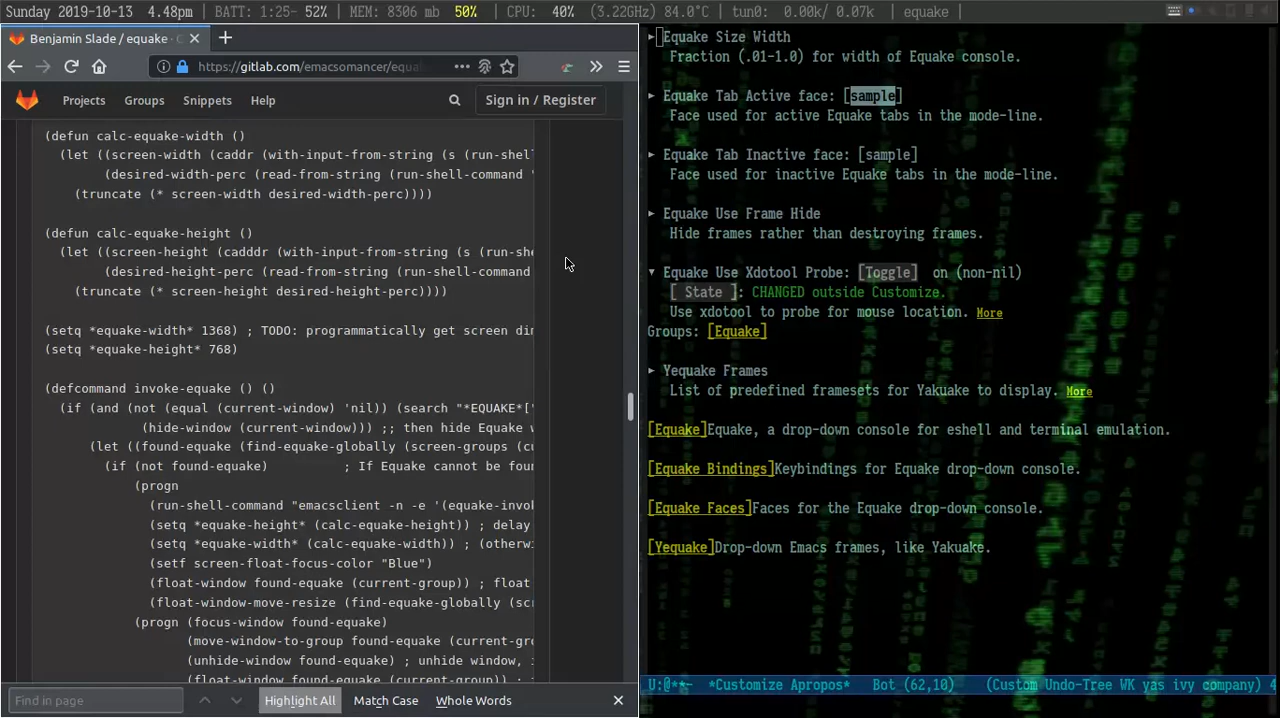 Sunday 2019-10-13 4.48pm | BATT: 1:25- 52% | MEM: 8306 mb 50% | CPU: 40% (3.22GHz) 84.0°C | tun0: 0.00k/ 0.07k | equake |
Benjamin Slade / equake ·
https://gitlab.com/emacsomancer/equa
Projects Groups Snippets Help Sign in / Register
(defun calc-equake-width ()
(let ((screen-width (caddr (with-input-from-string (s (run-shel
(desired-width-perc (read-from-string (run-shell-command '
(truncate (* screen-width desired-width-perc))))
(defun calc-equake-height ()
(let ((screen-height (caddr (with-input-from-string (s (run-she
(desired-height-perc (read-from-string (run-shell-command
(truncate (* screen-height desired-height-perc))))
(setq *equake-width* 1368) ; TODO: programmatically get screen di
(setq *equake-height* 768)
(defcommand invoke-equake () ()
(if (and (not (equal (current-window) 'nil)) (search "*EQUAKE*["
(hide-window (current-window))) ;; then hide Equake w
(let ((found-equake (find-equake-globally (screen-groups (cu
(if (not found-equake) ; If Equake cannot be foun
(progn
(run-shell-command "emacsclient -n -e '(equake-invo
(setq *equake-height* (calc-equake-height)) ; delay
(setq *equake-width* (calc-equake-width)) ; (otherwi
(setf screen-float-focus-color "Blue")
(float-window found-equake (current-group)) ; float
(float-window-move-resize (find-equake-globally (scr
(progn (focus-window found-equake)
(move-window-to-group found-equake (current-gro
(unhide-window found-equake) ; unhide window, i
(float-window found-equake (current-group)) ; f
Find in page Highlight All Match Case Whole Words
Equake Size Width
Fraction (.01-1.0) for width of Equake console.
Equake Tab Active face: [sample]
Face used for active Equake tabs in the mode-line.
Equake Tab Inactive face: [sample]
Face used for inactive Equake tabs in the mode-line.
Equake Use Frame Hide
Hide frames rather than destroying frames.
Equake Use Xdotool Probe: [Toggle] on (non-nil)
[ State ]: CHANGED outside Customize.
Use xdotool to probe for mouse location. More
Groups: [Equake]
Yequake Frames
List of predefined framesets for Yakuake to display. More
[Equake]Equake, a drop-down console for eshell and terminal emulation.
[Equake Bindings]Keybindings for Equake drop-down console.
[Equake Faces]Faces for the Equake drop-down console.
[Yequake]Drop-down Emacs frames, like Yakuake.
U:@**- *Customize Apropos* Bot (62,10) (Custom Undo-Tree WK yas ivy company) 4